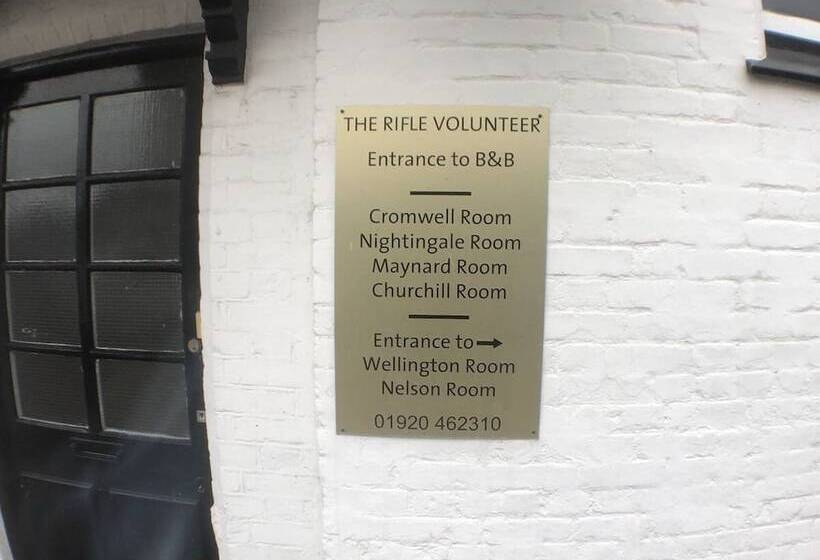 THE RIFLE VOLUNTEER
Entrance to B&B
Cromwell Room
Nightingale Room
Maynard Room
Churchill Room
Entrance to →
Wellington Room
Nelson Room
01920 462310